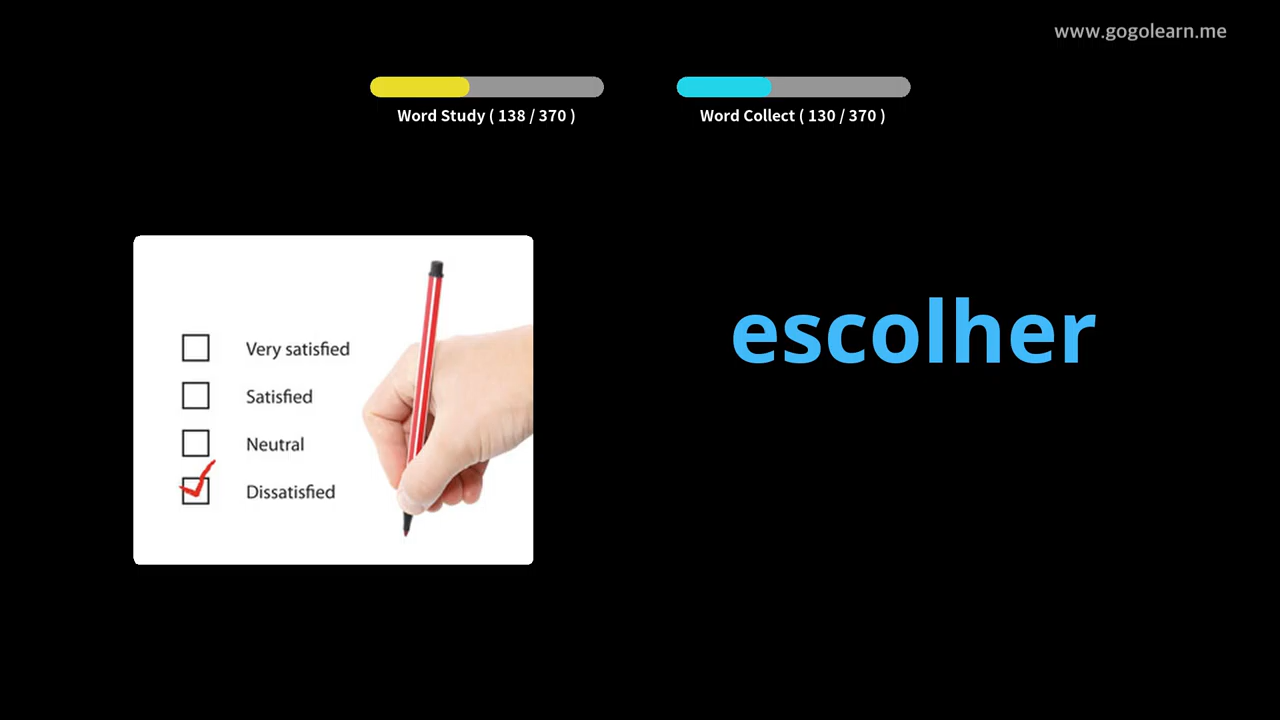 www.gogolearn.me
Word Study ( 138 / 370 )
Word Collect ( 130 / 370 )
Very satisfied
Satisfied
Neutral
Dissatisfied
escolher